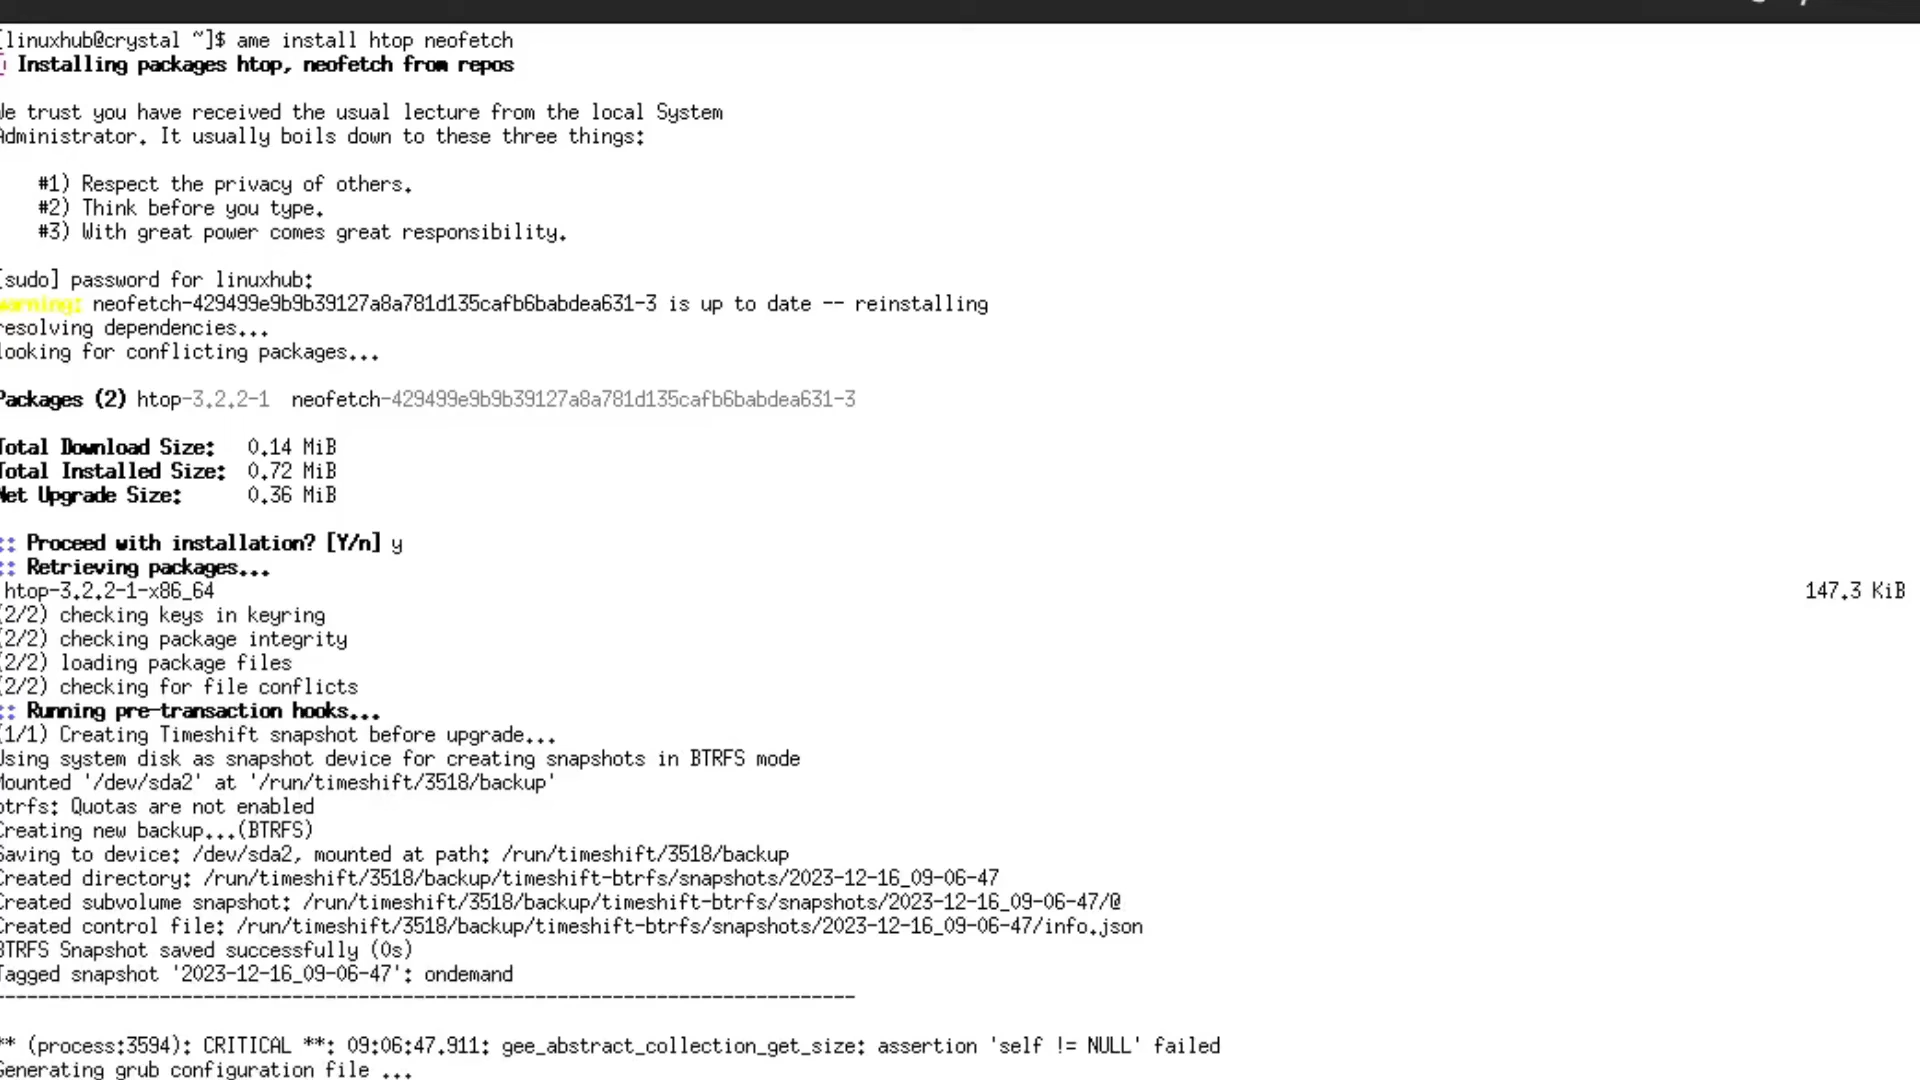 [linuxhub@crystal ~]$ ame install htop neofetch
Installing packages htop, neofetch from repos
We trust you have received the usual lecture from the local System
Administrator. It usually boils down to these three things:
#1) Respect the privacy of others.
#2) Think before you type.
#3) With great power comes great responsibility.
[sudo] password for linuxhub:
warning: neofetch-429499e9b9b39127a8a781d135cafb6babdea631-3 is up to date -- reinstalling
resolving dependencies...
looking for conflicting packages...
Packages (2) htop-3.2.2-1  neofetch-429499e9b9b39127a8a781d135cafb6babdea631-3
Total Download Size:   0.14 MiB
Total Installed Size:  0.72 MiB
Net Upgrade Size:      0.36 MiB
:: Proceed with installation? [Y/n] y
:: Retrieving packages...
htop-3.2.2-1-x86_64 147.3 KiB
(2/2) checking keys in keyring
(2/2) checking package integrity
(2/2) loading package files
(2/2) checking for file conflicts
:: Running pre-transaction hooks...
(1/1) Creating Timeshift snapshot before upgrade...
Using system disk as snapshot device for creating snapshots in BTRFS mode
Mounted '/dev/sda2' at '/run/timeshift/3518/backup'
btrfs: Quotas are not enabled
Creating new backup...(BTRFS)
Saving to device: /dev/sda2, mounted at path: /run/timeshift/3518/backup
Created directory: /run/timeshift/3518/backup/timeshift-btrfs/snapshots/2023-12-16_09-06-47
Created subvolume snapshot: /run/timeshift/3518/backup/timeshift-btrfs/snapshots/2023-12-16_09-06-47/@
Created control file: /run/timeshift/3518/backup/timeshift-btrfs/snapshots/2023-12-16_09-06-47/info.json
BTRFS Snapshot saved successfully (0s)
Tagged snapshot '2023-12-16_09-06-47': ondemand
------------------------------------------------------------------------------
** (process:3594): CRITICAL **: 09:06:47.911: gee_abstract_collection_get_size: assertion 'self != NULL' failed
Generating grub configuration file ...